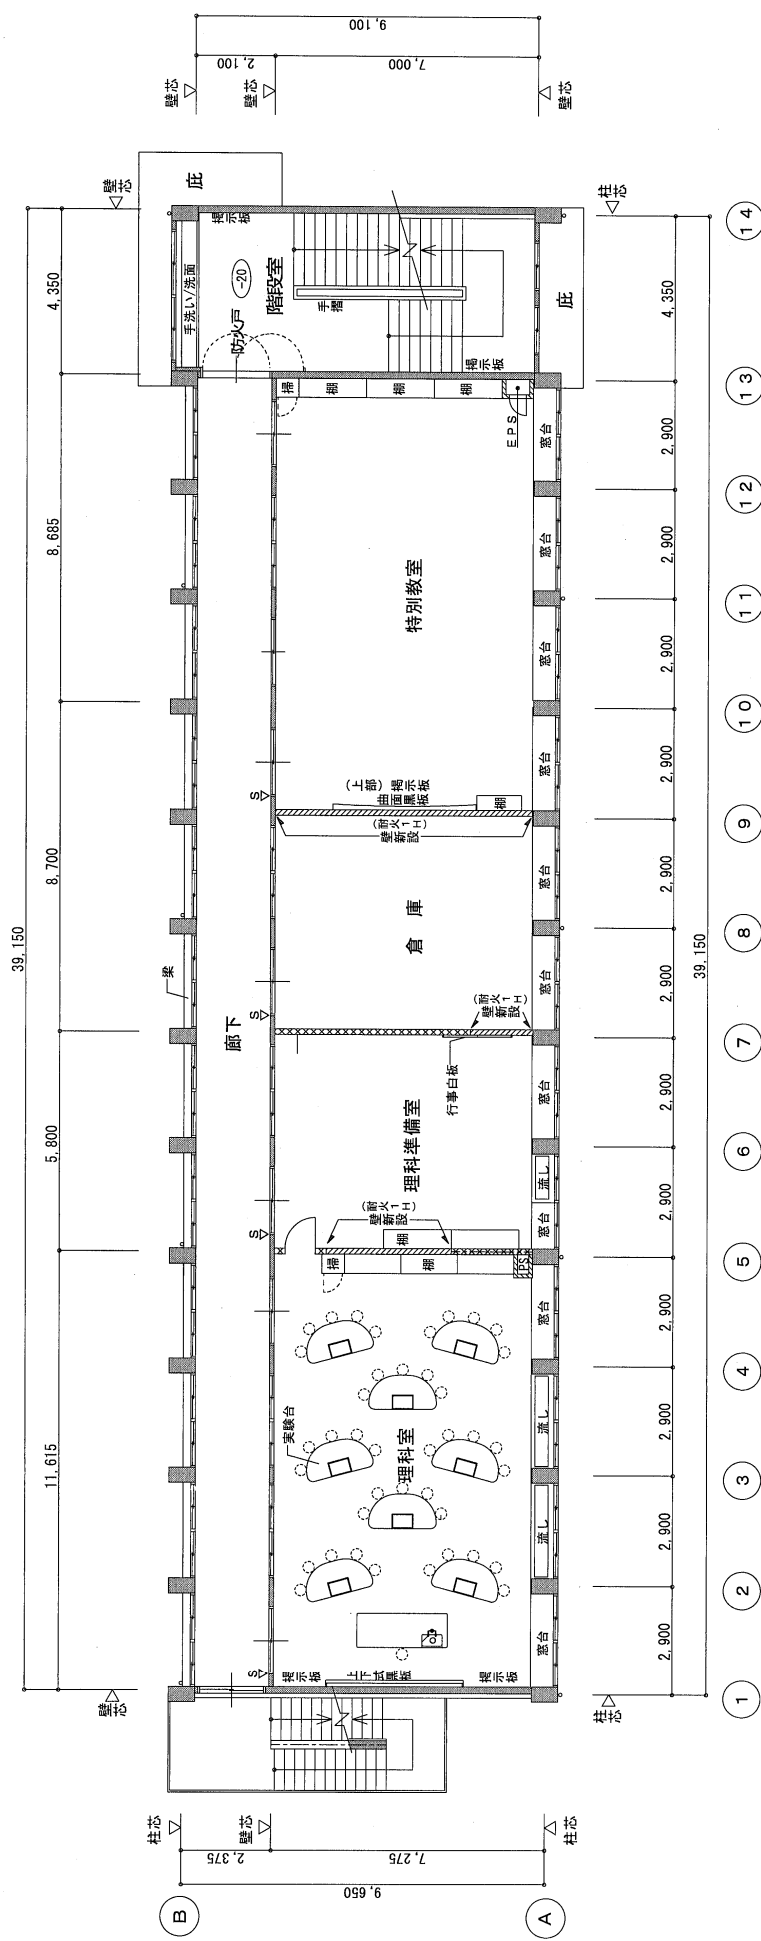 壁芯
39,150
壁芯
11,615
5,800
8,700
8,685
4,350
庇
柱芯
壁芯
柱芯
2,375
7,275
9,650
B
A
梁
廊下
S
S
S
S
防火戸
-20
手洗い/洗面
掲示板
階段室
手摺
掲示板
庇
掲示板
上下式黒板
掲示板
実験台
理科室
掃
棚
PS
壁新設
(耐火1H)
棚
理科準備室
行事白板
壁新設
(耐火1H)
倉庫
壁新設
(耐火1H)
(上部)掲示板
曲面黒板
棚
特別教室
掃
棚
棚
棚
EPS
窓台
流し
流し
窓台
窓台
流し
窓台
窓台
窓台
窓台
窓台
窓台
窓台
壁芯
壁芯
壁芯
2,100
7,000
9,100
柱芯
2,900
2,900
2,900
2,900
2,900
2,900
2,900
2,900
2,900
2,900
2,900
2,900
4,350
柱芯
39,150
1
2
3
4
5
6
7
8
9
10
11
12
13
14